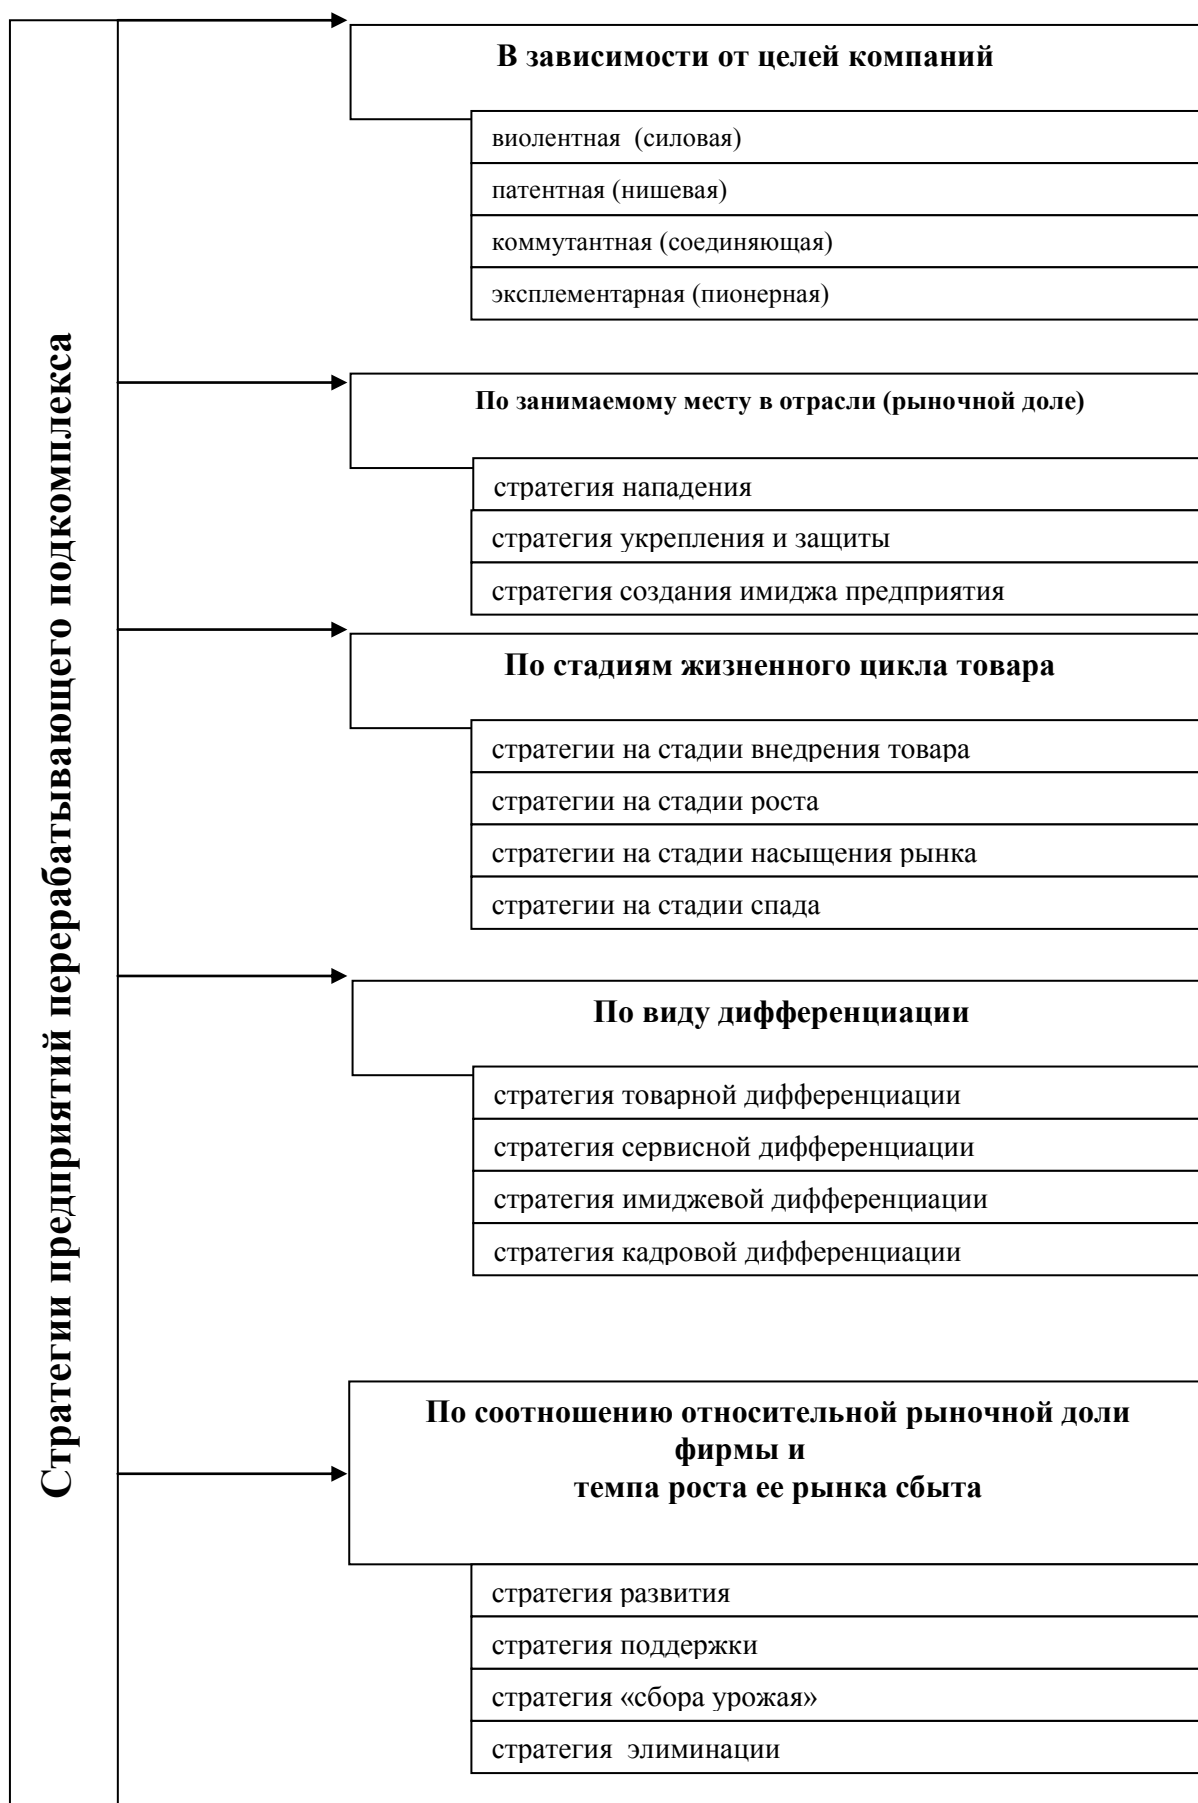 Стратегии предприятий перерабатывающего подкомплекса
В зависимости от целей компаний
виолентная (силовая)
патентная (нишевая)
коммутантная (соединяющая)
эксплементарная (пионерная)
По занимаемому месту в отрасли (рыночной доле)
стратегия нападения
стратегия укрепления и защиты
стратегия создания имиджа предприятия
По стадиям жизненного цикла товара
стратегии на стадии внедрения товара
стратегии на стадии роста
стратегии на стадии насыщения рынка
стратегии на стадии спада
По виду дифференциации
стратегия товарной дифференциации
стратегия сервисной дифференциации
стратегия имиджевой дифференциации
стратегия кадровой дифференциации
По соотношению относительной рыночной доли
фирмы и
темпа роста ее рынка сбыта
стратегия развития
стратегия поддержки
стратегия «сбора урожая»
стратегия элиминации